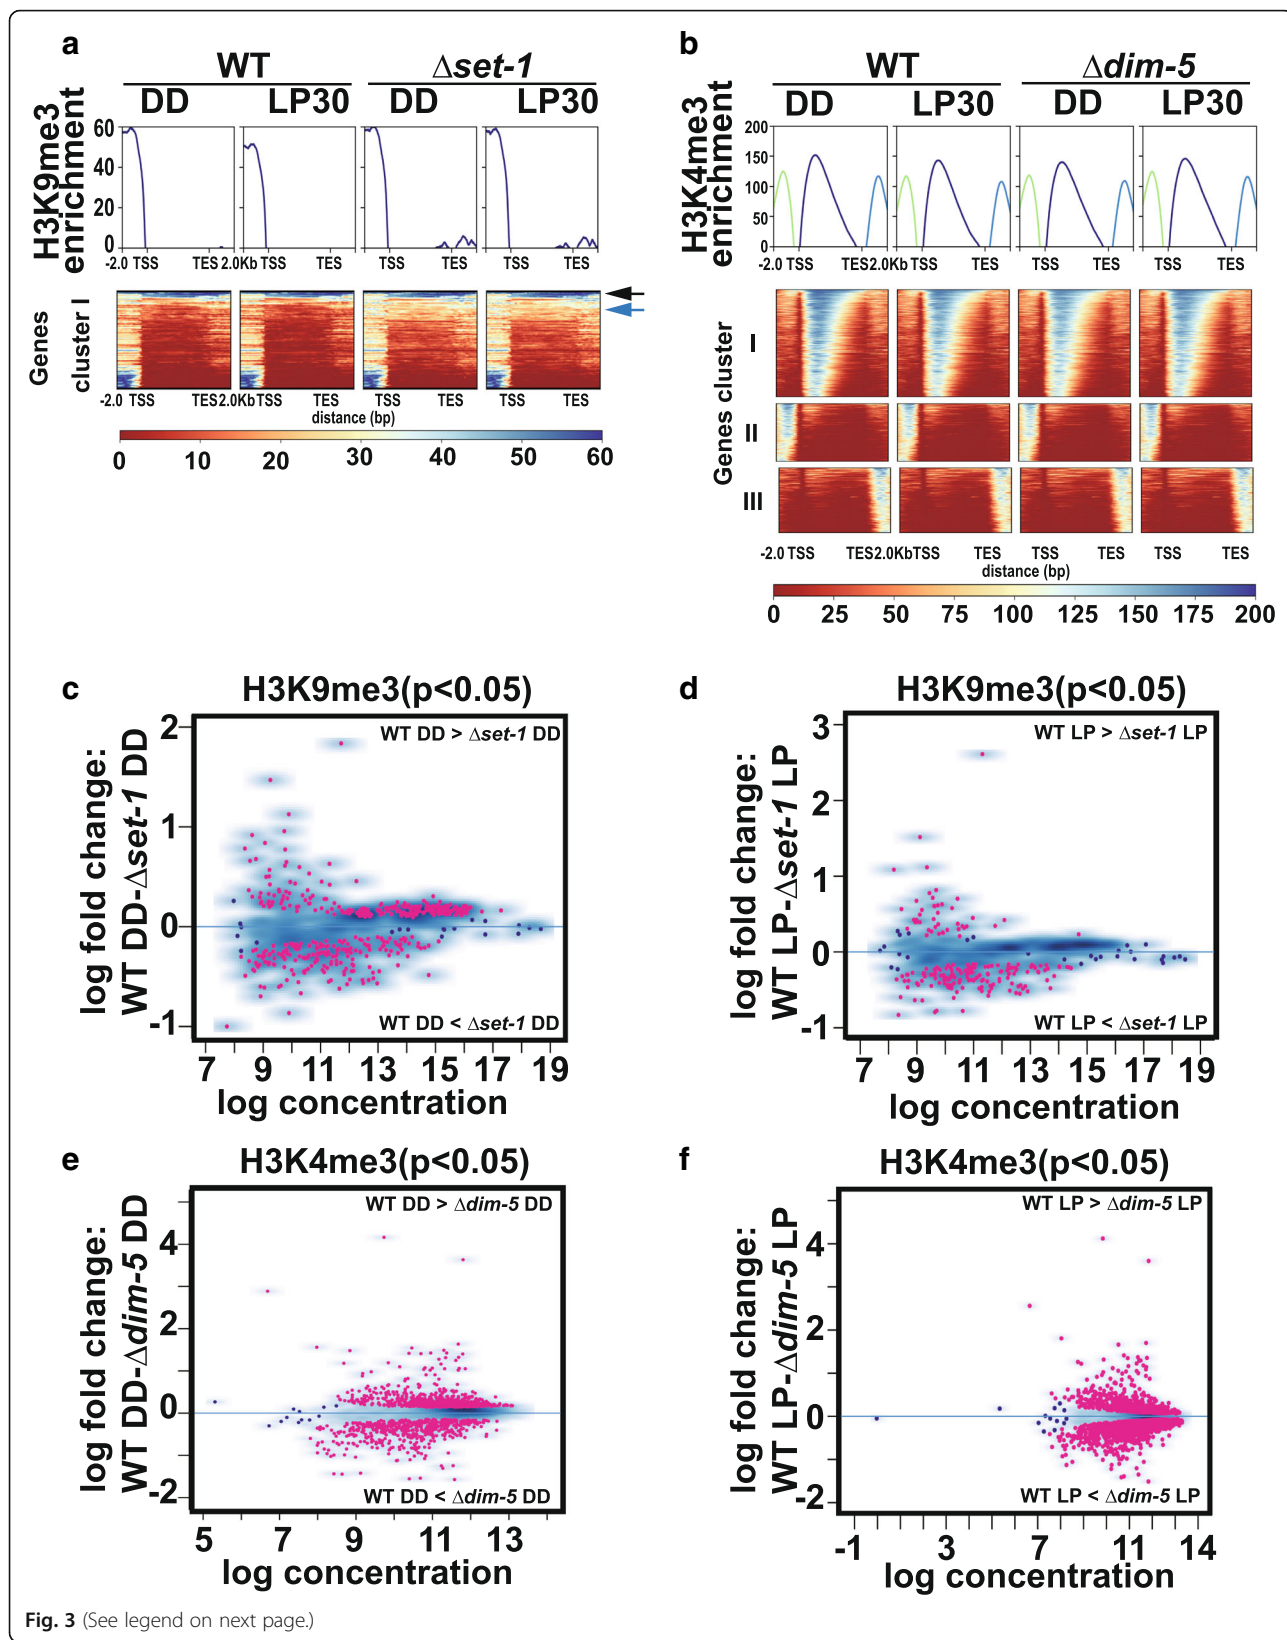 a
WT
Δset-1
DD
LP30
DD
LP30
H3K9me3
enrichment
60
40
20
0
-2.0 TSS TES 2.0Kb TSS TES TSS TES TSS TES
Genes
cluster I
-2.0 TSS TES 2.0Kb TSS TES TSS TES TSS TES
distance (bp)
0 10 20 30 40 50 60
b
WT
Δdim-5
DD
LP30
DD
LP30
H3K4me3
enrichment
200
150
100
50
0
-2.0 TSS TES 2.0Kb TSS TES TSS TES TSS TES
Genes cluster
I
II
III
-2.0 TSS TES 2.0Kb TSS TES TSS TES TSS TES
distance (bp)
0 25 50 75 100 125 150 175 200
c
H3K9me3(p<0.05)
log fold change:
WT DD-Δset-1 DD
WT DD > Δset-1 DD
2
1
0
-1
WT DD < Δset-1 DD
7 9 11 13 15 17 19
log concentration
d
H3K9me3(p<0.05)
log fold change:
WT LP-Δset-1 LP
WT LP > Δset-1 LP
3
2
1
0
-1
WT LP < Δset-1 LP
7 9 11 13 15 17 19
log concentration
e
H3K4me3(p<0.05)
log fold change:
WT DD-Δdim-5 DD
WT DD > Δdim-5 DD
4
2
0
-2
WT DD < Δdim-5 DD
5 7 9 11 13
log concentration
f
H3K4me3(p<0.05)
log fold change:
WT LP-Δdim-5 LP
WT LP > Δdim-5 LP
4
2
0
-2
WT LP < Δdim-5 LP
-1 3 7 11 14
log concentration
Fig. 3 (See legend on next page.)